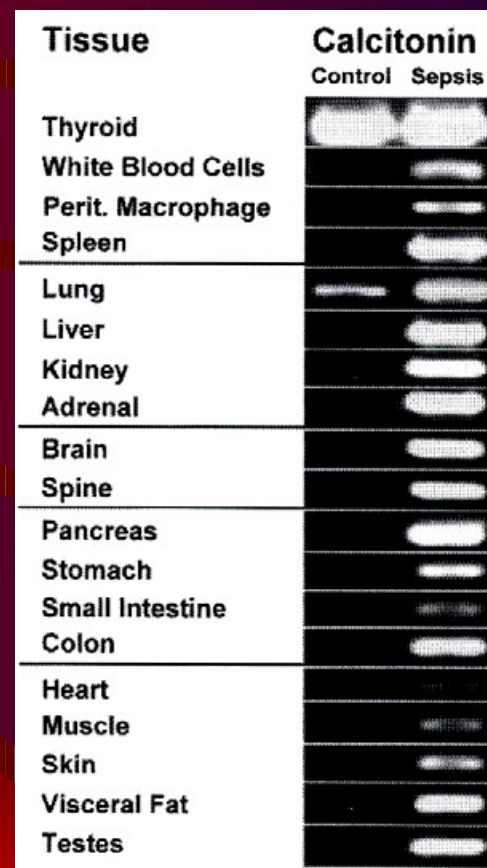 Tissue Calcitonin
Control Sepsis
Thyroid
White Blood Cells
Perit. Macrophage
Spleen
Lung
Liver
Kidney
Adrenal
Brain
Spine
Pancreas
Stomach
Small Intestine
Colon
Heart
Muscle
Skin
Visceral Fat
Testes